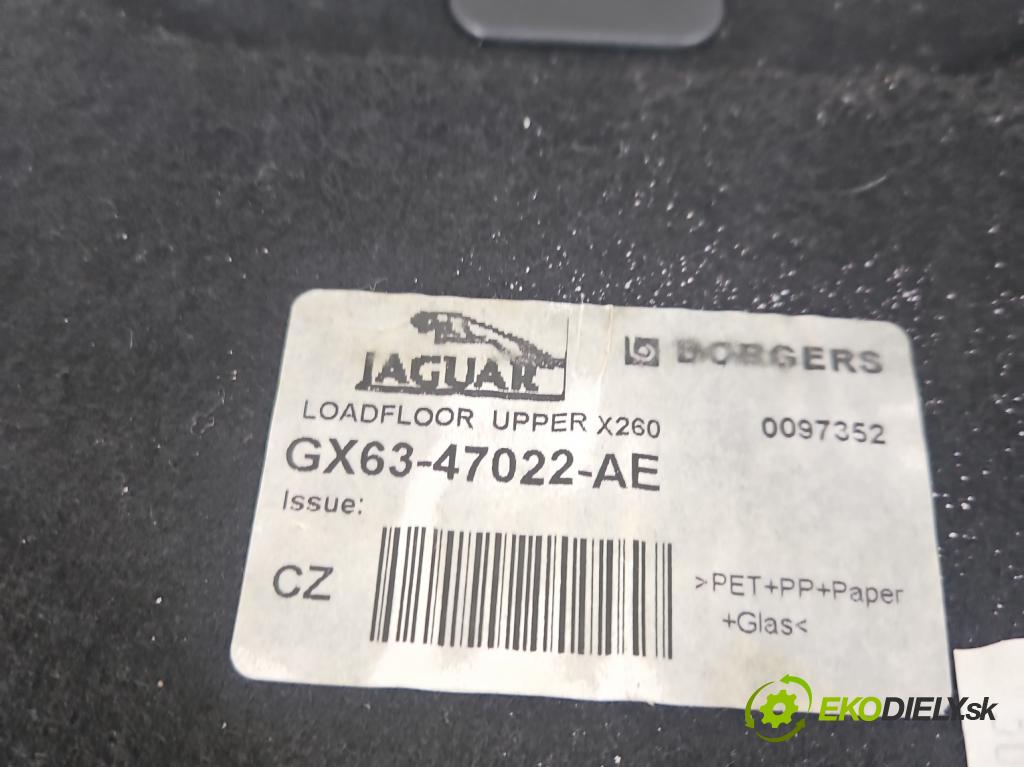 JAGUAR
BORGERS
LOADFLOOR UPPER X260
0097352
GX63-47022-AE
Issue:
CZ
>PET+PP+Paper
+Glas<
EKODIELY.sk